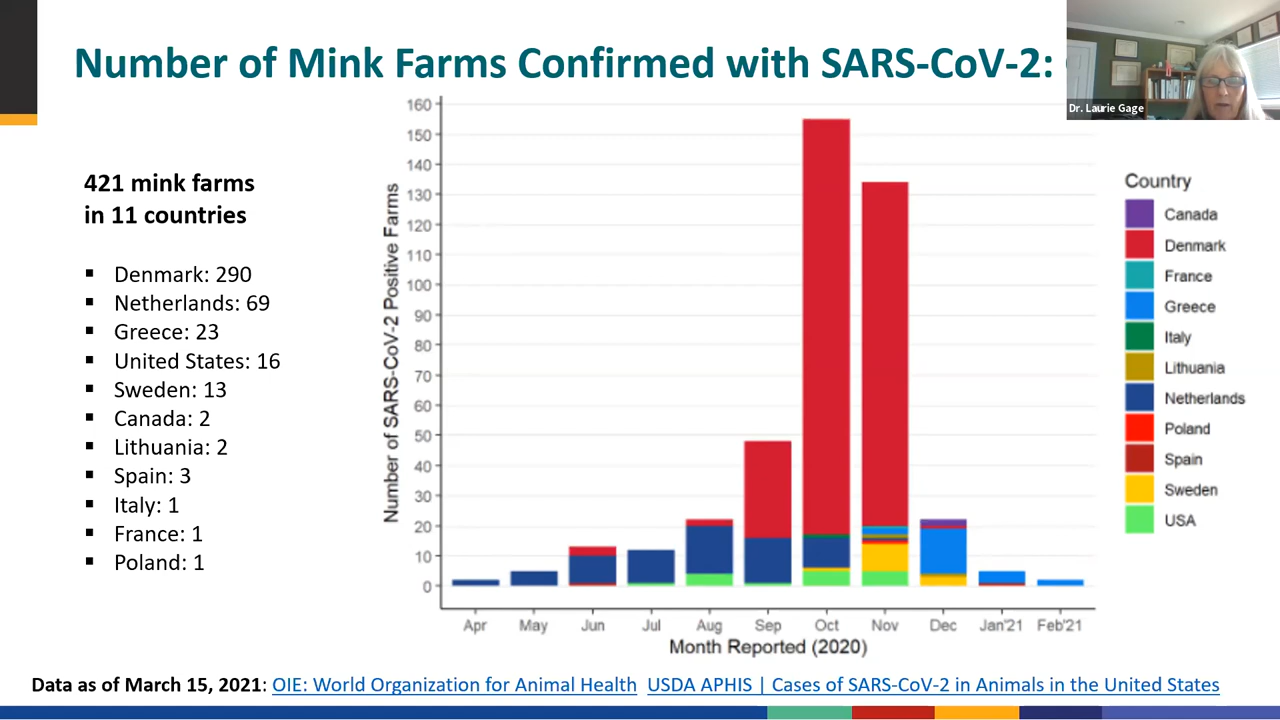 Number of Mink Farms Confirmed with SARS-CoV-2:
Dr. Laurie Gage
421 mink farms
in 11 countries
▪ Denmark: 290
▪ Netherlands: 69
▪ Greece: 23
▪ United States: 16
▪ Sweden: 13
▪ Canada: 2
▪ Lithuania: 2
▪ Spain: 3
▪ Italy: 1
▪ France: 1
▪ Poland: 1
Number of SARS-CoV-2 Positive Farms
160
150
140
130
120
110
100
90
80
70
60
50
40
30
20
10
0
Apr May Jun Jul Aug Sep Oct Nov Dec Jan'21 Feb'21
Month Reported (2020)
Country
Canada
Denmark
France
Greece
Italy
Lithuania
Netherlands
Poland
Spain
Sweden
USA
Data as of March 15, 2021: OIE: World Organization for Animal Health USDA APHIS | Cases of SARS-CoV-2 in Animals in the United States